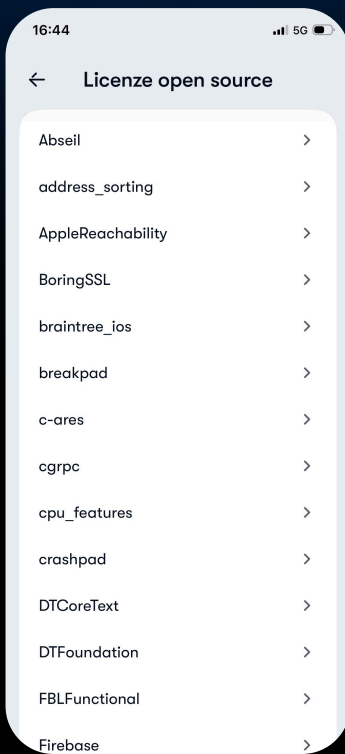 16:44 5G
Licenze open source
Abseil
address_sorting
AppleReachability
BoringSSL
braintree_ios
breakpad
c-ares
cgrpc
cpu_features
crashpad
DTCoreText
DTFoundation
FBLFunctional
Firebase